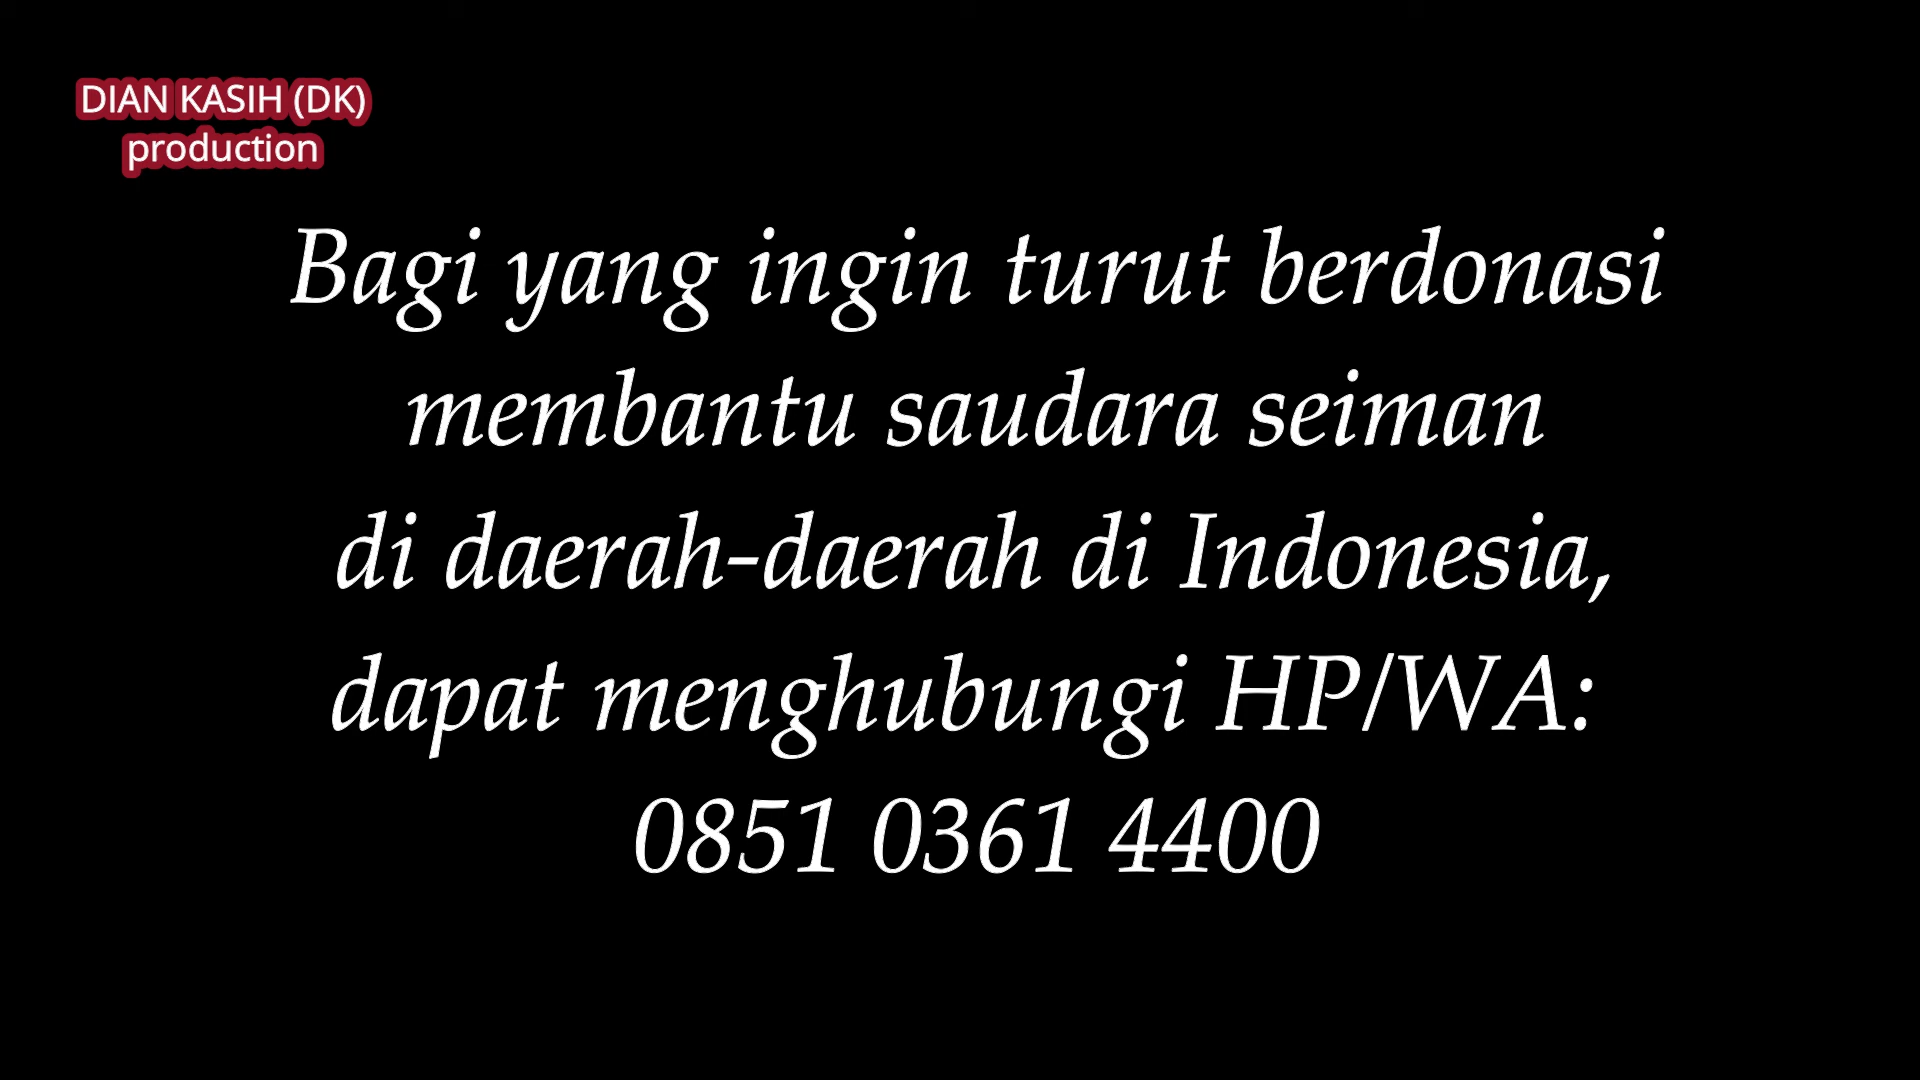 DIAN KASIH (DK)
production
Bagi yang ingin turut berdonasi
membantu saudara seiman
di daerah-daerah di Indonesia,
dapat menghubungi HP/WA:
0851 0361 4400